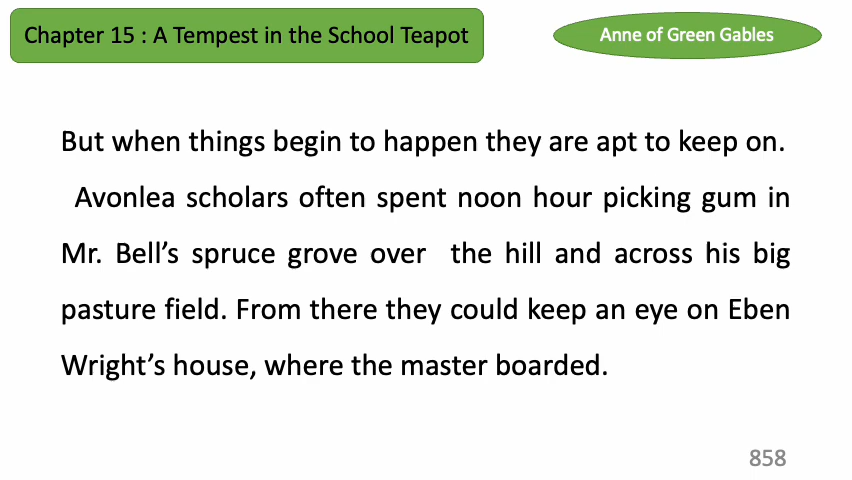 Chapter 15 : A Tempest in the School Teapot
Anne of Green Gables
But when things begin to happen they are apt to keep on.
Avonlea scholars often spent noon hour picking gum in
Mr. Bell’s spruce grove over the hill and across his big
pasture field. From there they could keep an eye on Eben
Wright’s house, where the master boarded.
858